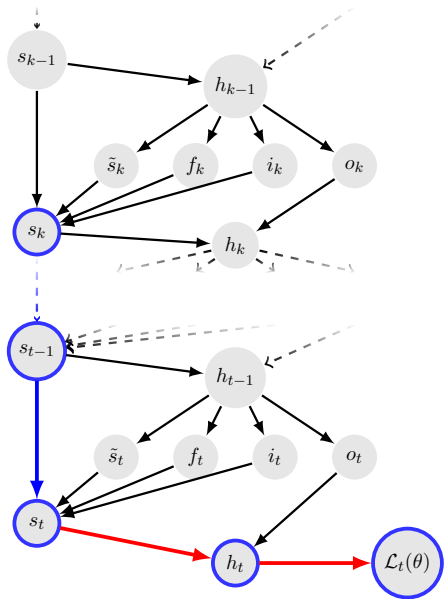 s_{k−1}
h_{k−1}
s̃_k f_k i_k o_k
s_k
h_k
s_{t−1}
h_{t−1}
s̃_t f_t i_t o_t
s_t
h_t ℒ_t(θ)